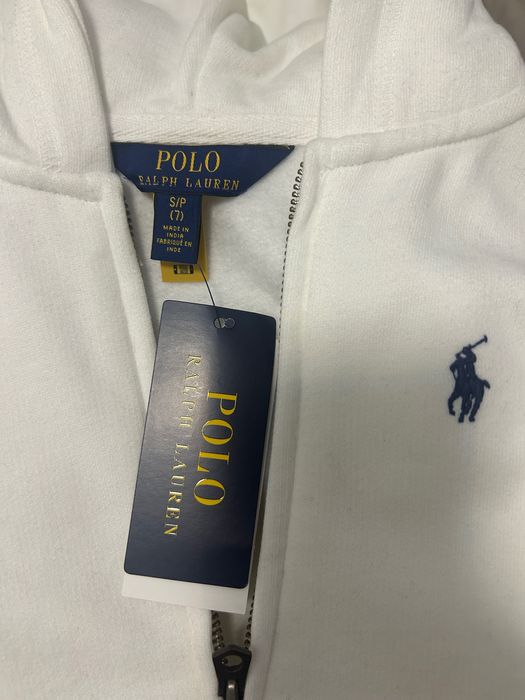 POLO
RALPH LAUREN
S/P
(7)
MADE IN
INDIA
FABRIQUÉ EN
INDE
POLO
RALPH LAUREN